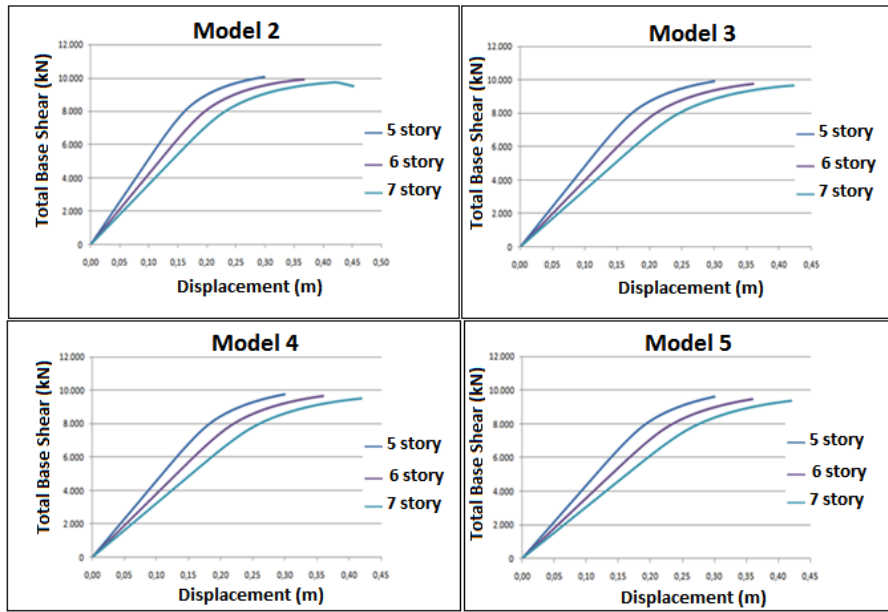 Model 2
Total Base Shear (kN)
12.000
10.000
8.000
6.000
4.000
2.000
0
0,00 0,05 0,10 0,15 0,20 0,25 0,30 0,35 0,40 0,45 0,50
Displacement (m)
5 story
6 story
7 story
Model 3
Total Base Shear (kN)
12.000
10.000
8.000
6.000
4.000
2.000
0
0,00 0,05 0,10 0,15 0,20 0,25 0,30 0,35 0,40 0,45
Displacement (m)
5 story
6 story
7 story
Model 4
Total Base Shear (kN)
12.000
10.000
8.000
6.000
4.000
2.000
0
0,00 0,05 0,10 0,15 0,20 0,25 0,30 0,35 0,40 0,45
Displacement (m)
5 story
6 story
7 story
Model 5
Total Base Shear (kN)
12.000
10.000
8.000
6.000
4.000
2.000
0
0,00 0,05 0,10 0,15 0,20 0,25 0,30 0,35 0,40 0,45
Displacement (m)
5 story
6 story
7 story